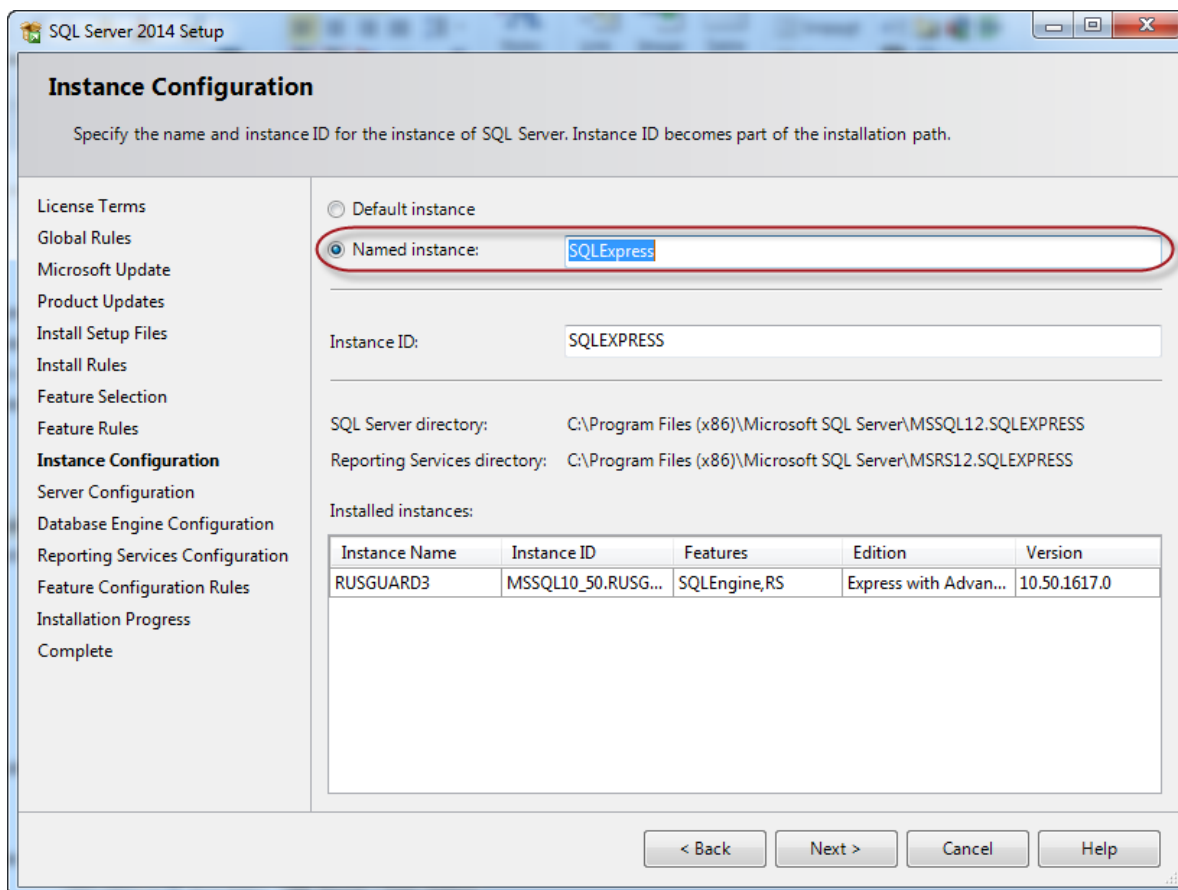 SQL Server 2014 Setup
Instance Configuration
Specify the name and instance ID for the instance of SQL Server. Instance ID becomes part of the installation path.
License Terms
Global Rules
Microsoft Update
Product Updates
Install Setup Files
Install Rules
Feature Selection
Feature Rules
Instance Configuration
Server Configuration
Database Engine Configuration
Reporting Services Configuration
Feature Configuration Rules
Installation Progress
Complete
Default instance
Named instance: SQLExpress
Instance ID: SQLEXPRESS
SQL Server directory: C:\Program Files (x86)\Microsoft SQL Server\MSSQL12.SQLEXPRESS
Reporting Services directory: C:\Program Files (x86)\Microsoft SQL Server\MSRS12.SQLEXPRESS
Installed instances:
Instance Name Instance ID Features Edition Version
RUSGUARD3 MSSQL10_50.RUSG... SQLEngine,RS Express with Advan... 10.50.1617.0
< Back Next > Cancel Help